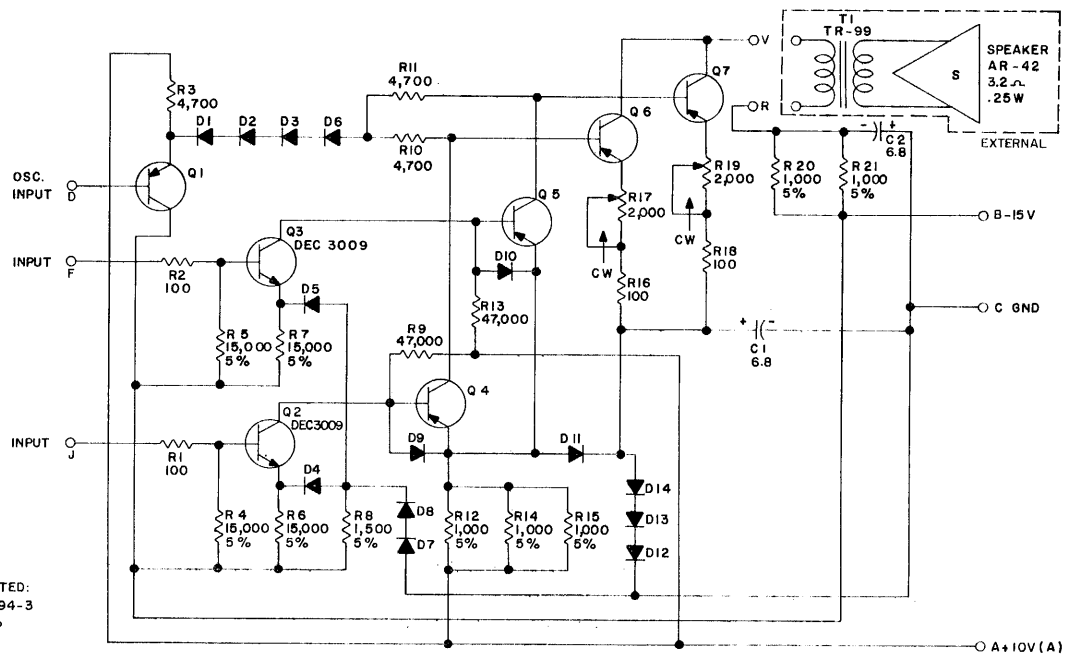 T1
TR-99
SPEAKER
AR-42
3.2Ω
.25W
S
EXTERNAL
V
R
R3
4,700
D1
D2
D3
D6
R11
4,700
R10
4,700
Q7
Q6
Q1
OSC.
INPUT
D
Q5
R17
2,000
R19
2,000
CW
CW
R16
100
R18
100
R20
1,000
5%
R21
1,000
5%
- +
C2
6.8
B-15V
Q3
DEC 3009
INPUT
F
R2
100
D5
D10
R13
47,000
R5
15,000
5%
R7
15,000
5%
R9
47,000
+ -
C1
6.8
C GND
Q4
Q2
DEC3009
INPUT
J
R1
100
D9
D11
D4
D8
D7
R4
15,000
5%
R6
15,000
5%
R8
1,500
5%
R12
1,000
5%
R14
1,000
5%
R15
1,000
5%
D14
D13
D12
TED:
94-3
A+10V(A)